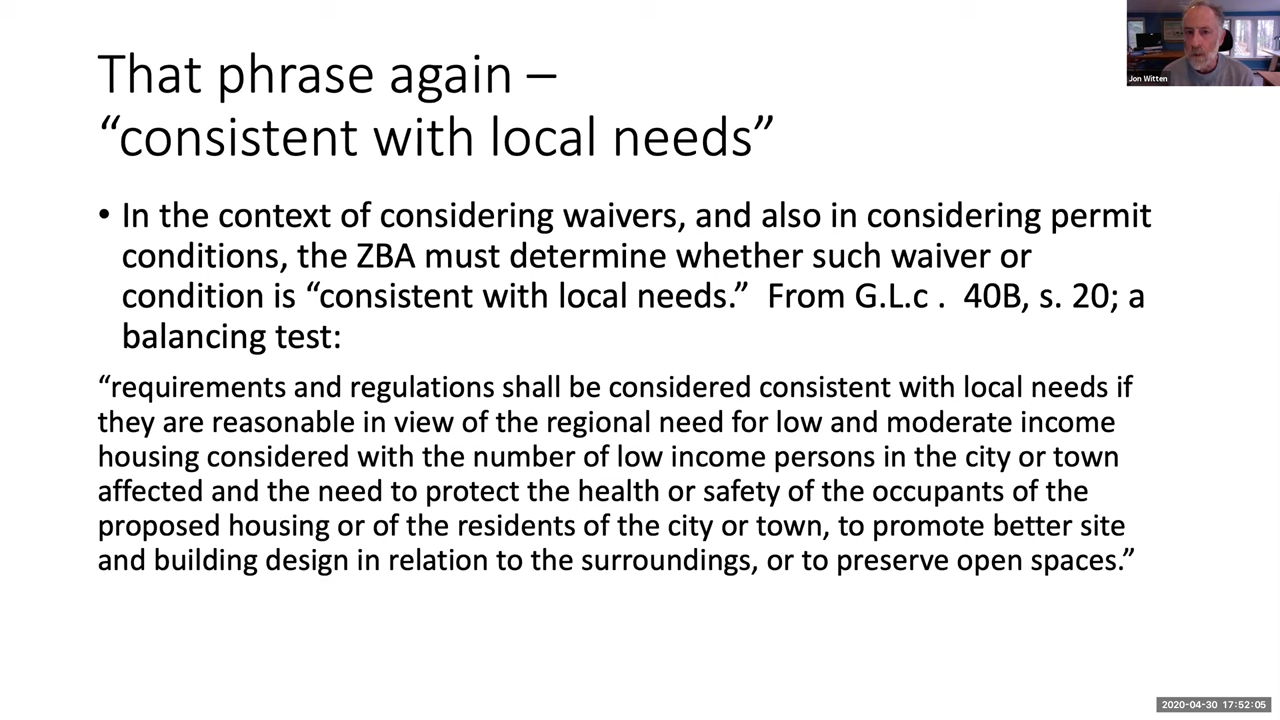 That phrase again –
“consistent with local needs”
• In the context of considering waivers, and also in considering permit
conditions, the ZBA must determine whether such waiver or
condition is “consistent with local needs.”  From G.L.c .  40B, s. 20; a
balancing test:
“requirements and regulations shall be considered consistent with local needs if
they are reasonable in view of the regional need for low and moderate income
housing considered with the number of low income persons in the city or town
affected and the need to protect the health or safety of the occupants of the
proposed housing or of the residents of the city or town, to promote better site
and building design in relation to the surroundings, or to preserve open spaces.”
Jon Witten
2020-04-30 17:52:05